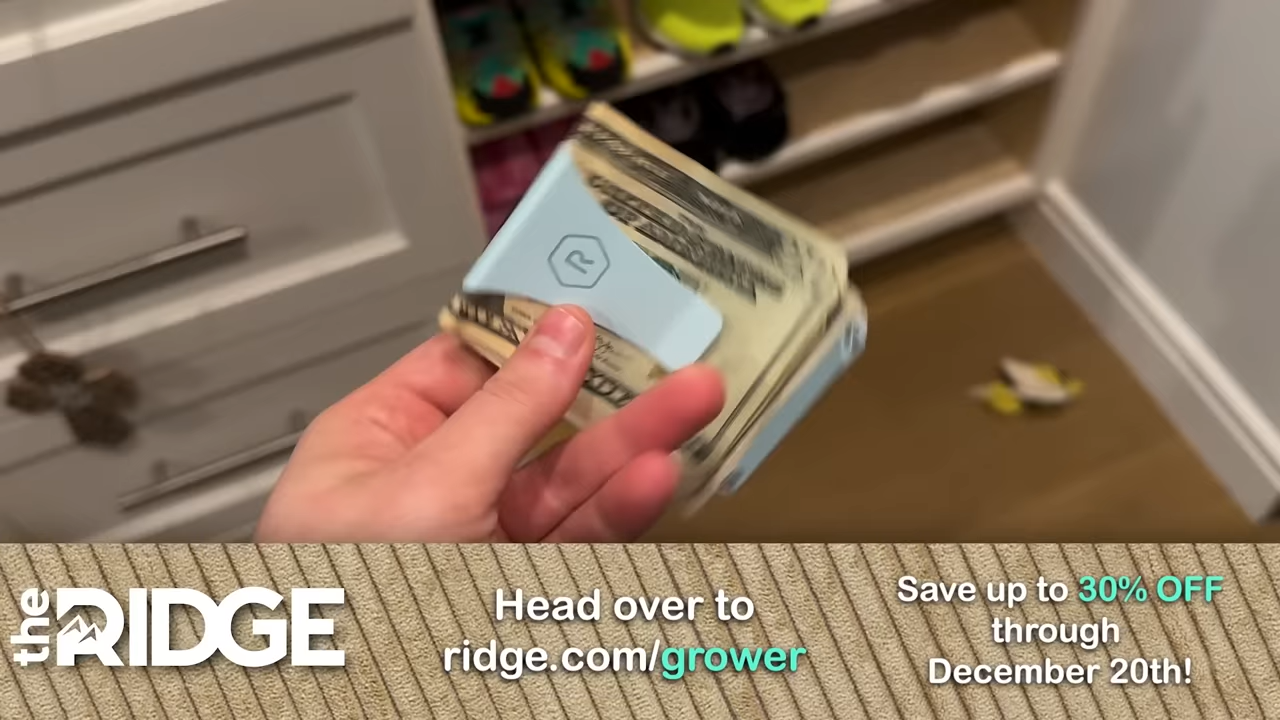 R
the RIDGE
Head over to
ridge.com/grower
Save up to 30% OFF
through
December 20th!